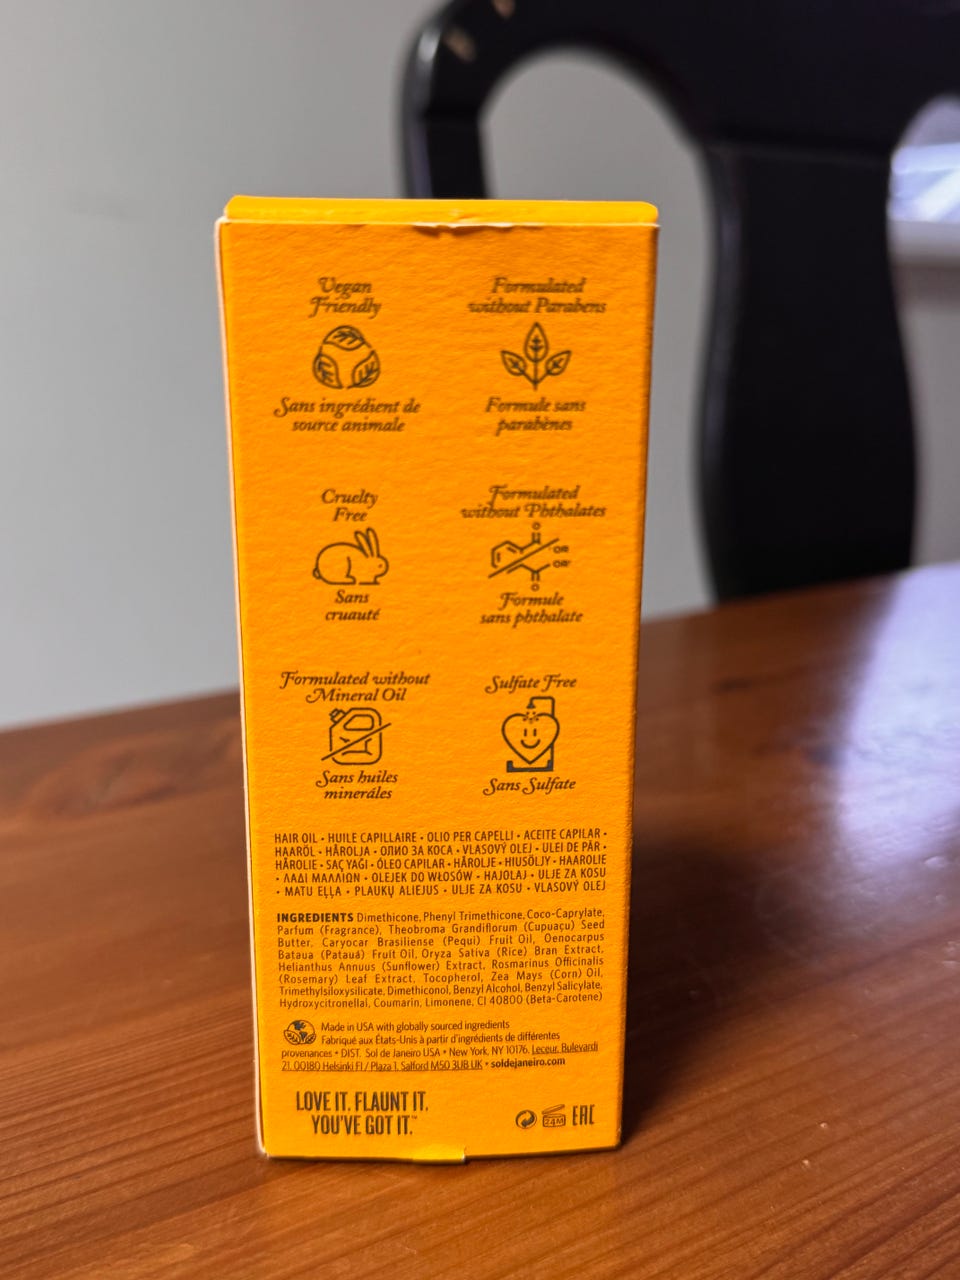 Vegan
Friendly
Sans ingrédient de
source animale
Formulated
without Parabens
Formule sans
parabènes
Cruelty
Free
Sans
cruauté
Formulated
without Phthalates
O
OR
OR'
O
Formule
sans phthalate
Formulated without
Mineral Oil
Sans huiles
mineráles
Sulfate Free
Sans Sulfate
HAIR OIL • HUILE CAPILLAIRE • OLIO PER CAPELLI • ACEITE CAPILAR •
HAARÖL • HÅROLJA • ОЛИО ЗА КОСА • VLASOVÝ OLEJ • ULEI DE PĂR •
HÅROLIE • SAÇ YAĞI • ÓLEO CAPILAR • HÅROLJE • HIUSÖLJY • HAAROLIE
• ΛΑΔΙ ΜΑΛΛΙΩΝ • OLEJEK DO WŁOSÓW • HAJOLAJ • ULJE ZA KOSU
• MATU EĻĻA • PLAUKŲ ALIEJUS • ULJE ZA KOSU • VLASOVÝ OLEJ
INGREDIENTS Dimethicone, Phenyl Trimethicone, Coco-Caprylate,
Parfum (Fragrance), Theobroma Grandiflorum (Cupuaçu) Seed
Butter, Caryocar Brasiliense (Pequi) Fruit Oil, Oenocarpus
Bataua (Patauá) Fruit Oil, Oryza Sativa (Rice) Bran Extract,
Helianthus Annuus (Sunflower) Extract, Rosmarinus Officinalis
(Rosemary) Leaf Extract, Tocopherol, Zea Mays (Corn) Oil,
Trimethylsiloxysilicate, Dimethiconol, Benzyl Alcohol, Benzyl Salicylate,
Hydroxycitronellal, Coumarin, Limonene, CI 40800 (Beta-Carotene)
Made in USA with globally sourced ingredients
Fabriqué aux États-Unis à partir d'ingrédients de différentes
provenances • DIST. Sol de Janeiro USA • New York, NY 10176, Leceur, Bulevardi
21, 00180 Helsinki FI / Plaza 1, Salford M50 3UB UK • soldejaneiro.com
LOVE IT. FLAUNT IT.
YOU'VE GOT IT.™
24M EAC